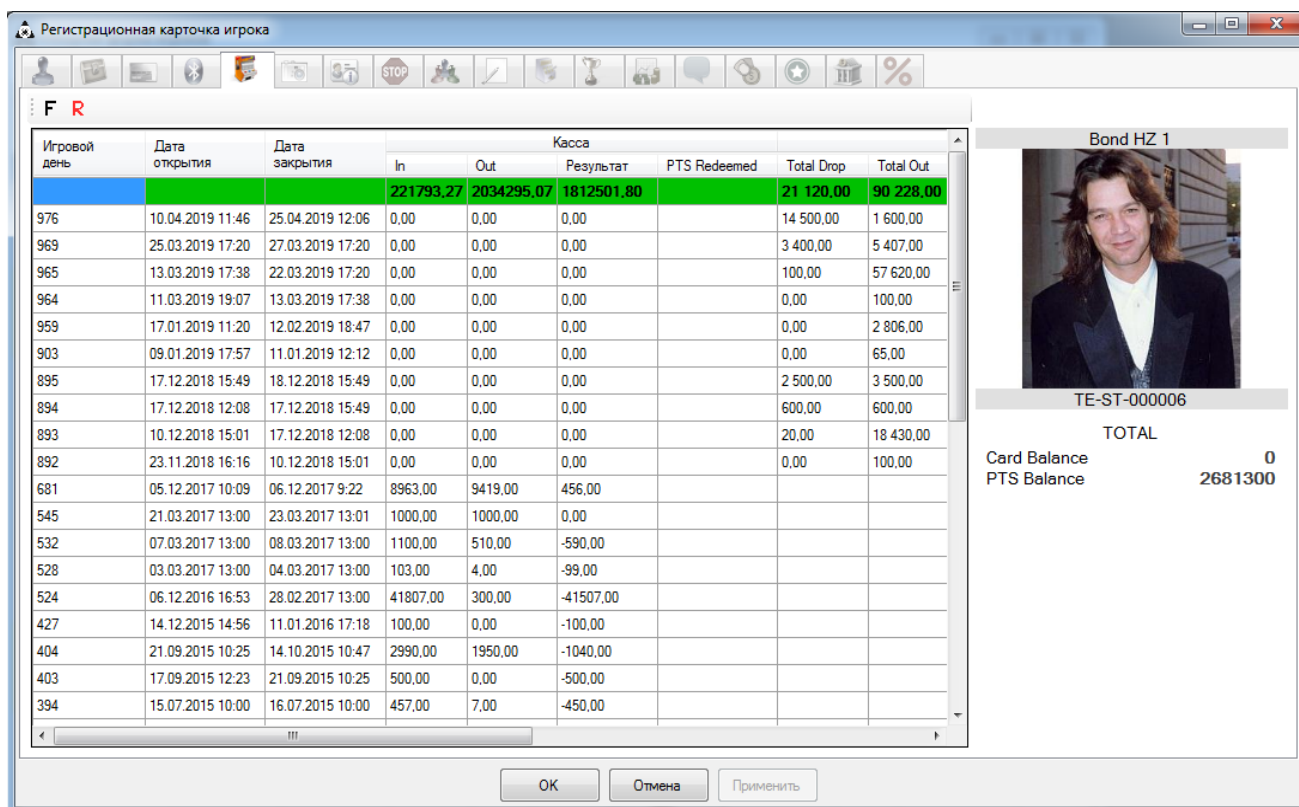 Регистрационная карточка игрока
STOP
F R
Касса
Игровой день Дата открытия Дата закрытия In Out Результат PTS Redeemed Total Drop Total Out
221793,27 2034295,07 1812501,80 21 120,00 90 228,00
976 10.04.2019 11:46 25.04.2019 12:06 0,00 0,00 0,00 14 500,00 1 600,00
969 25.03.2019 17:20 27.03.2019 17:20 0,00 0,00 0,00 3 400,00 5 407,00
965 13.03.2019 17:38 22.03.2019 17:20 0,00 0,00 0,00 100,00 57 620,00
964 11.03.2019 19:07 13.03.2019 17:38 0,00 0,00 0,00 0,00 100,00
959 17.01.2019 11:20 12.02.2019 18:47 0,00 0,00 0,00 0,00 2 806,00
903 09.01.2019 17:57 11.01.2019 12:12 0,00 0,00 0,00 0,00 65,00
895 17.12.2018 15:49 18.12.2018 15:49 0,00 0,00 0,00 2 500,00 3 500,00
894 17.12.2018 12:08 17.12.2018 15:49 0,00 0,00 0,00 600,00 600,00
893 10.12.2018 15:01 17.12.2018 12:08 0,00 0,00 0,00 20,00 18 430,00
892 23.11.2018 16:16 10.12.2018 15:01 0,00 0,00 0,00 0,00 100,00
681 05.12.2017 10:09 06.12.2017 9:22 8963,00 9419,00 456,00
545 21.03.2017 13:00 23.03.2017 13:01 1000,00 1000,00 0,00
532 07.03.2017 13:00 08.03.2017 13:00 1100,00 510,00 -590,00
528 03.03.2017 13:00 04.03.2017 13:00 103,00 4,00 -99,00
524 06.12.2016 16:53 28.02.2017 13:00 41807,00 300,00 -41507,00
427 14.12.2015 14:56 11.01.2016 17:18 100,00 0,00 -100,00
404 21.09.2015 10:25 14.10.2015 10:47 2990,00 1950,00 -1040,00
403 17.09.2015 12:23 21.09.2015 10:25 500,00 0,00 -500,00
394 15.07.2015 10:00 16.07.2015 10:00 457,00 7,00 -450,00
Bond HZ 1
TE-ST-000006
TOTAL
Card Balance 0
PTS Balance 2681300
OK Отмена Применить